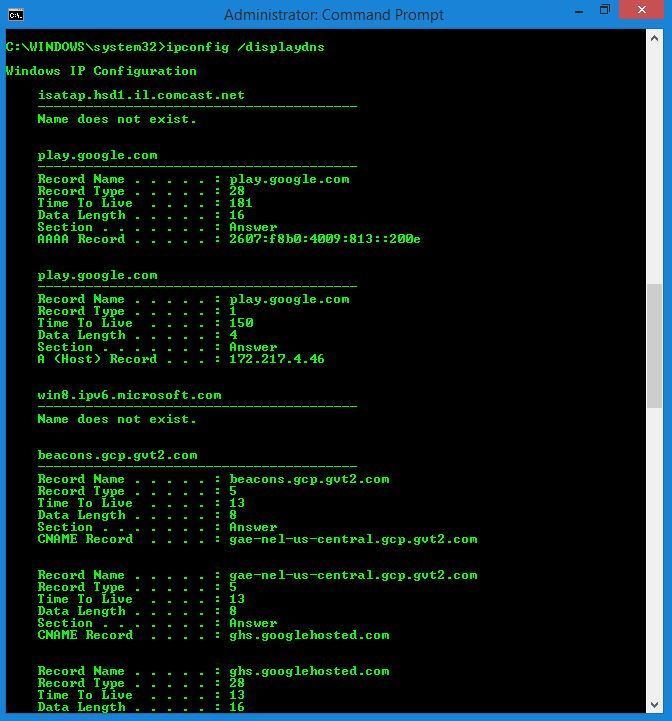 Administrator: Command Prompt
C:\WINDOWS\system32>ipconfig /displaydns
Windows IP Configuration
isatap.hsd1.il.comcast.net
----------------------------------------
Name does not exist.
play.google.com
----------------------------------------
Record Name . . . . . : play.google.com
Record Type . . . . . : 28
Time To Live  . . . . : 181
Data Length . . . . . : 16
Section . . . . . . . : Answer
AAAA Record . . . . . : 2607:f8b0:4009:813::200e
play.google.com
----------------------------------------
Record Name . . . . . : play.google.com
Record Type . . . . . : 1
Time To Live  . . . . : 150
Data Length . . . . . : 4
Section . . . . . . . : Answer
A (Host) Record . . . : 172.217.4.46
win8.ipv6.microsoft.com
----------------------------------------
Name does not exist.
beacons.gcp.gvt2.com
----------------------------------------
Record Name . . . . . : beacons.gcp.gvt2.com
Record Type . . . . . : 5
Time To Live  . . . . : 13
Data Length . . . . . : 8
Section . . . . . . . : Answer
CNAME Record  . . . . : gae-nel-us-central.gcp.gvt2.com
Record Name . . . . . : gae-nel-us-central.gcp.gvt2.com
Record Type . . . . . : 5
Time To Live  . . . . : 13
Data Length . . . . . : 8
Section . . . . . . . : Answer
CNAME Record  . . . . : ghs.googlehosted.com
Record Name . . . . . : ghs.googlehosted.com
Record Type . . . . . : 28
Time To Live  . . . . : 13
Data Length . . . . . : 16